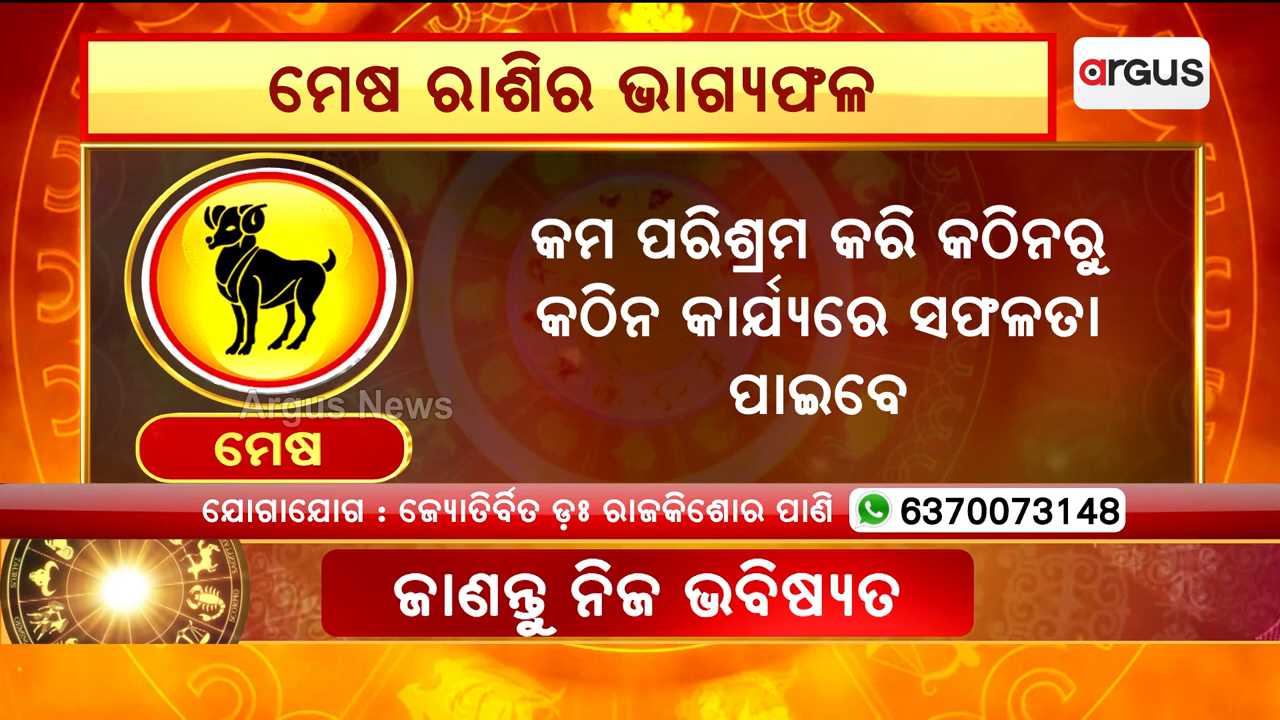 ମେଷ ରାଶିର ଭାଗ୍ୟଫଳ
argus
କମ ପରିଶ୍ରମ କରି କଠିନରୁ
କଠିନ କାର୍ଯ୍ୟରେ ସଫଳତା
ପାଇବେ
Argus News
ମେଷ
ଯୋଗାଯୋଗ : ଜ୍ୟୋତିର୍ବିତ ଡ଼ଃ ରାଜକିଶୋର ପାଣି 6370073148
ଜାଣନ୍ତୁ ନିଜ ଭବିଷ୍ୟତ